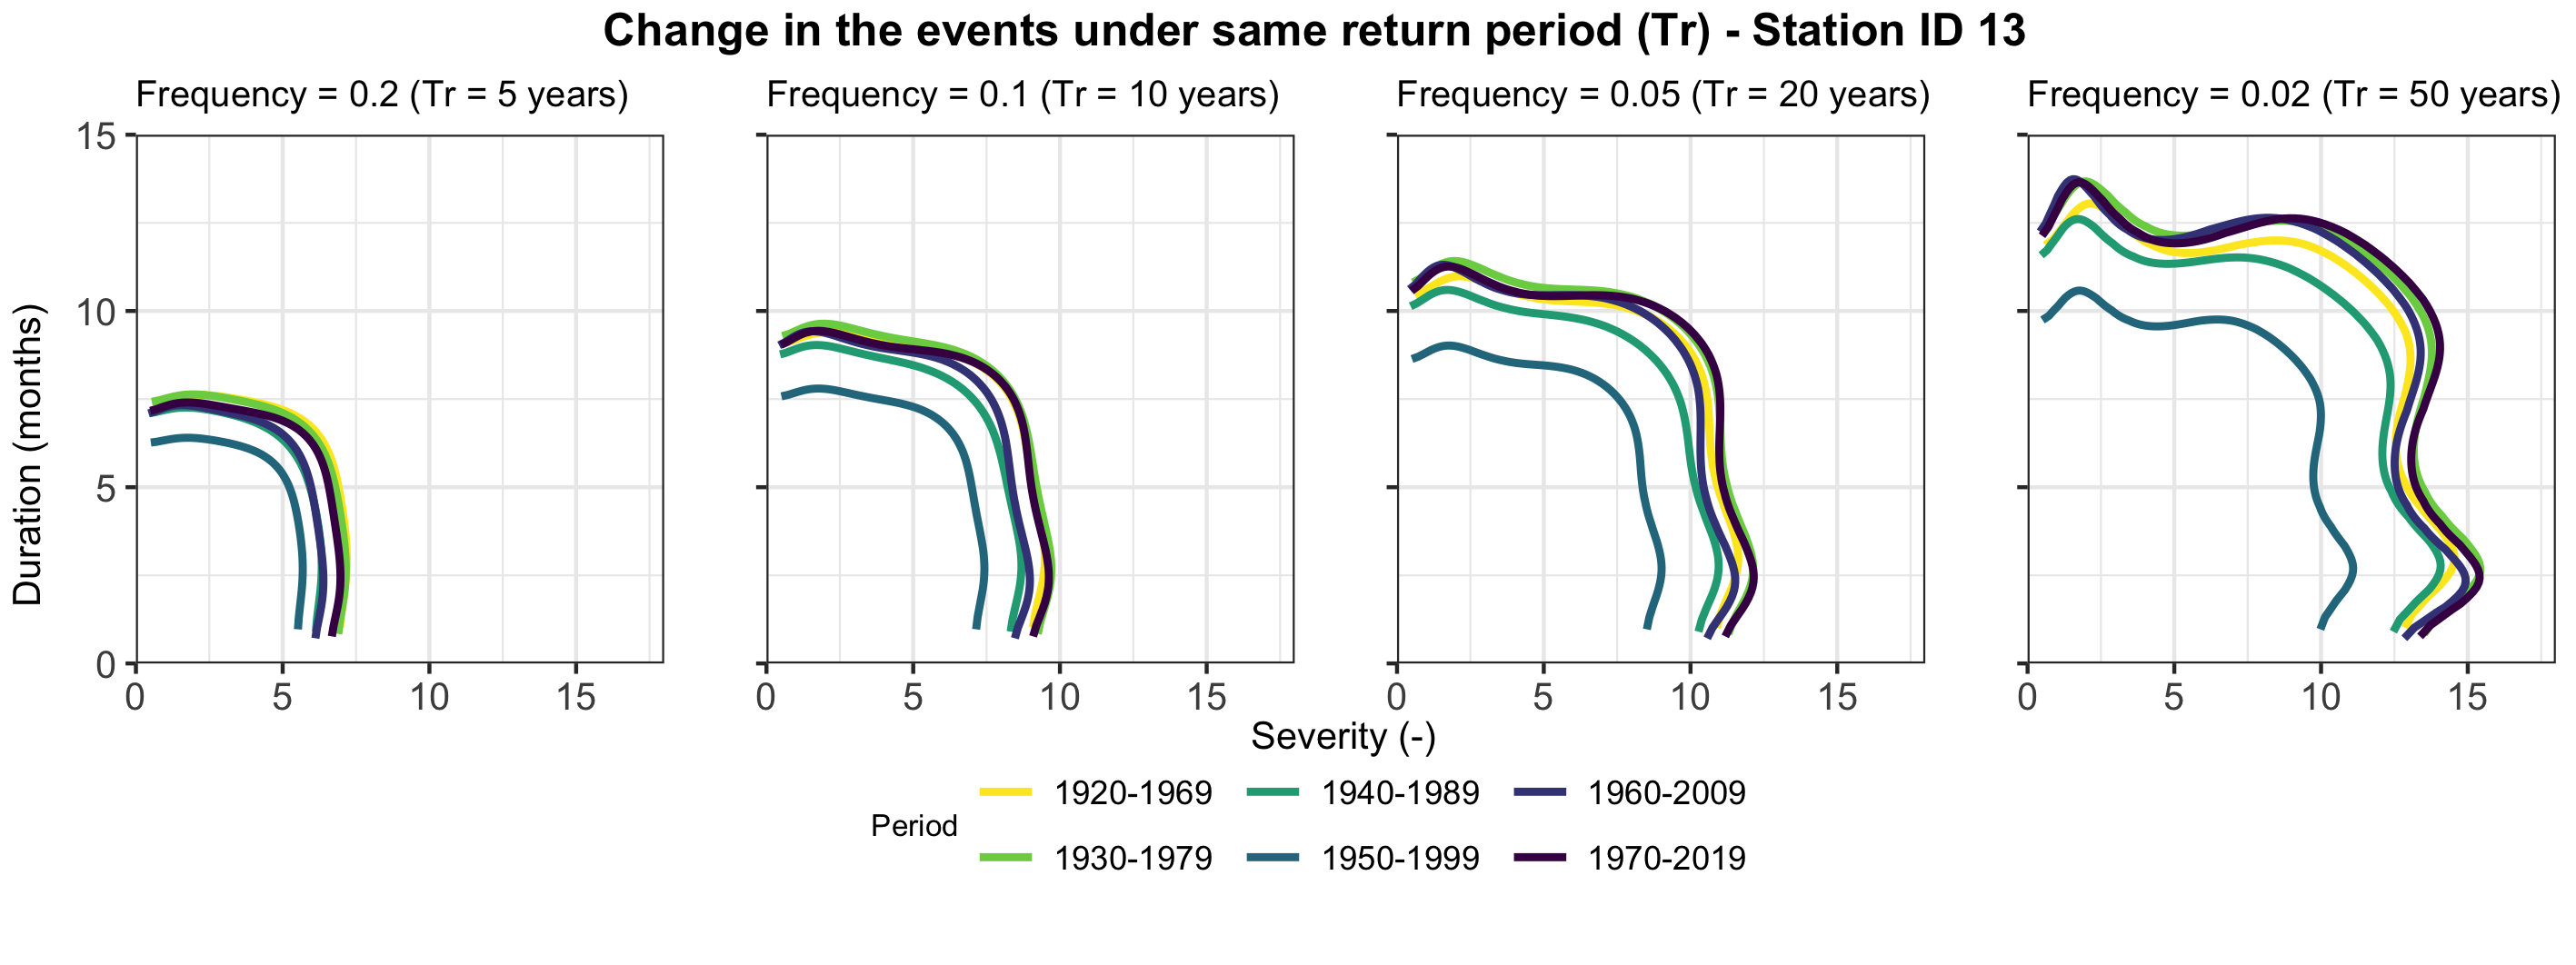 Change in the events under same return period (Tr) - Station ID 13
Frequency = 0.2 (Tr = 5 years)
Frequency = 0.1 (Tr = 10 years)
Frequency = 0.05 (Tr = 20 years)
Frequency = 0.02 (Tr = 50 years)
Duration (months)
15
10
5
0
0 5 10 15
0 5 10 15
0 5 10 15
0 5 10 15
Severity (-)
Period
1920-1969 1940-1989 1960-2009
1930-1979 1950-1999 1970-2019